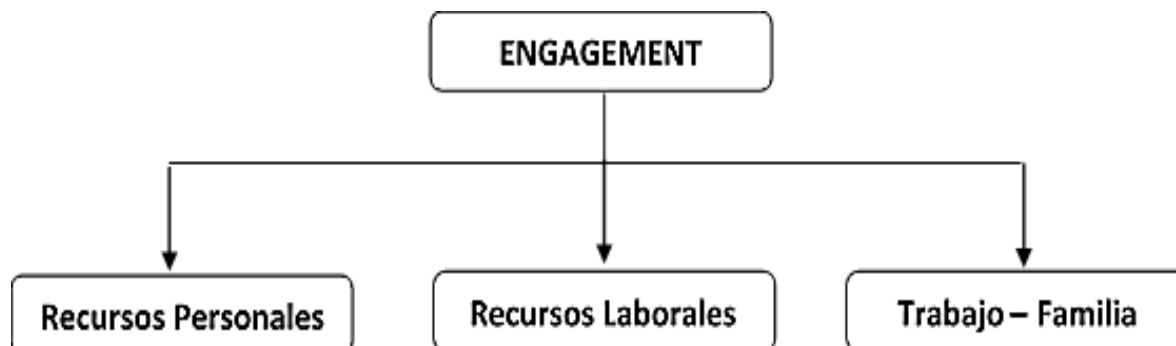 ENGAGEMENT
Recursos Personales
Recursos Laborales
Trabajo – Familia